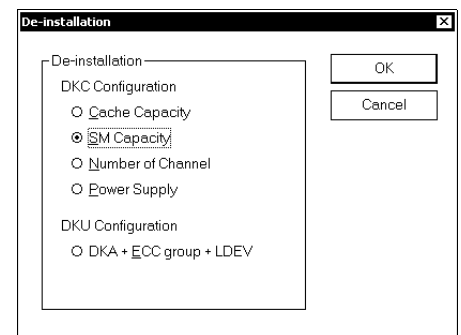 De-installation
De-installation
OK
DKC Configuration
Cache Capacity
Cancel
SM Capacity
Number of Channel
Power Supply
DKU Configuration
DKA + ECC group + LDEV